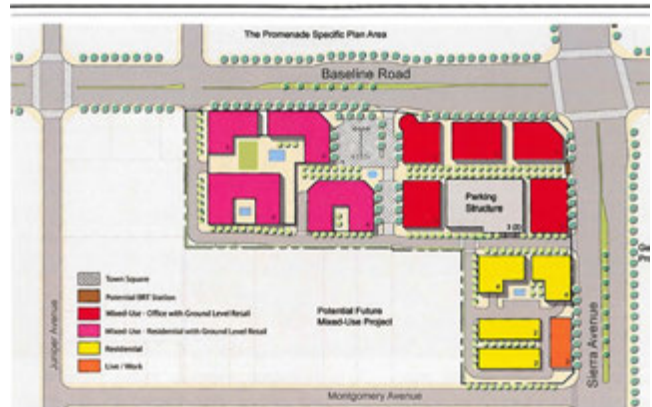 The Promenade Specific Plan Area
Baseline Road
Parking
Structure
Town Square
Potential BRT Station
Mixed-Use - Office with Ground Level Retail
Mixed-Use - Residential with Ground Level Retail
Residential
Live / Work
Potential Future
Mixed-Use Project
Juniper Avenue
Sierra Avenue
Montgomery Avenue